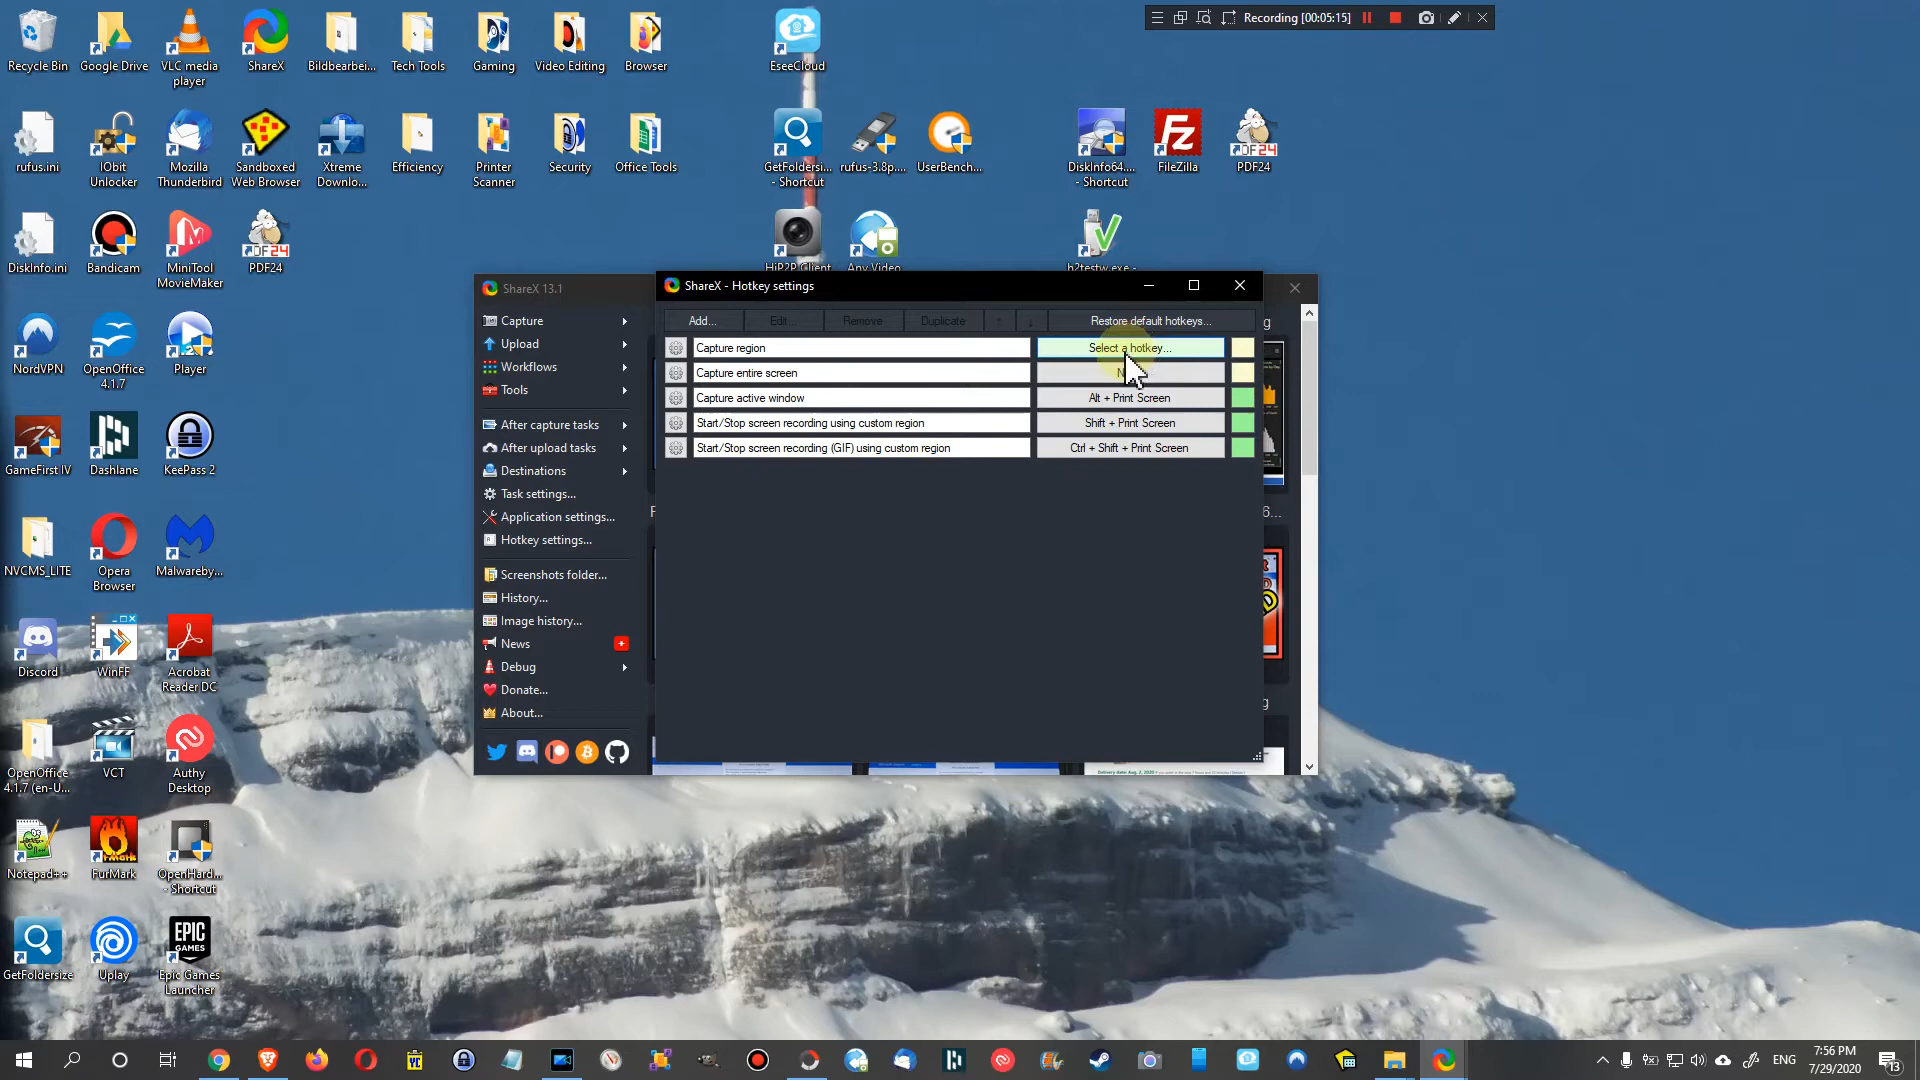 Recording [00:05:15]
Recycle Bin
Google Drive
VLC media
player
ShareX
Bildbearbei...
Tech Tools
Gaming
Video Editing
Browser
EseeCloud
rufus.ini
IObit
Unlocker
Mozilla
Thunderbird
Sandboxed
Web Browser
Xtreme
Downlo...
Efficiency
Printer
Scanner
Security
Office Tools
GetFoldersi...
- Shortcut
rufus-3.8p....
UserBench...
DiskInfo64....
- Shortcut
FileZilla
PDF24
DiskInfo.ini
Bandicam
MiniTool
MovieMaker
PDF24
HiP2P Client
Any Video
h2testw.exe -
NordVPN
OpenOffice
4.1.7
Player
GameFirst IV
Dashlane
KeePass 2
NVCMS_LITE
Opera
Browser
Malwareby...
Discord
WinFF
Acrobat
Reader DC
OpenOffice
4.1.7 (en-U...
VCT
Authy
Desktop
Notepad++
FurMark
OpenHard...
- Shortcut
GetFoldersize
Uplay
Epic Games
Launcher
ShareX 13.1
Capture
Upload
Workflows
Tools
After capture tasks
After upload tasks
Destinations
Task settings...
Application settings...
Hotkey settings...
Screenshots folder...
History...
Image history...
News
Debug
Donate...
About...
ShareX - Hotkey settings
Add...
Edit...
Remove
Duplicate
Restore default hotkeys...
Capture region
Select a hotkey...
Capture entire screen
Capture active window
Alt + Print Screen
Start/Stop screen recording using custom region
Shift + Print Screen
Start/Stop screen recording (GIF) using custom region
Ctrl + Shift + Print Screen
ENG
7:56 PM
7/29/2020
13